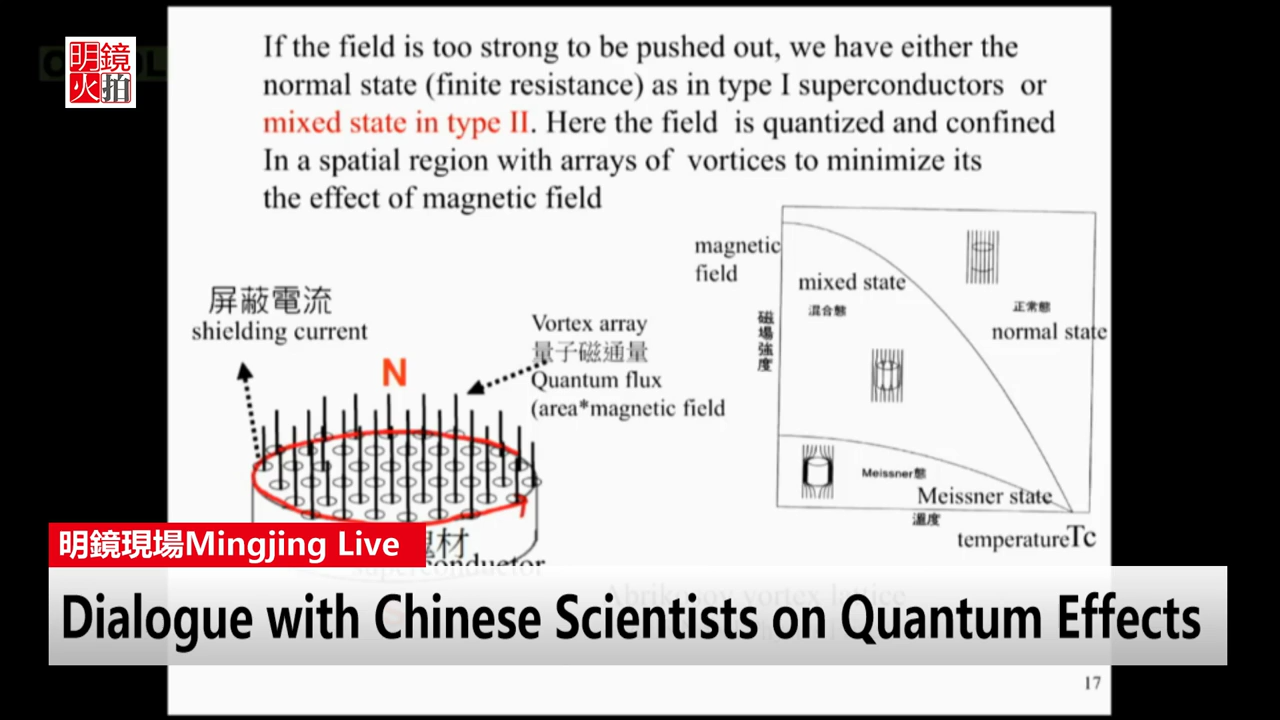 明鏡
火拍
If the field is too strong to be pushed out, we have either the
normal state (finite resistance) as in type I superconductors or
mixed state in type II. Here the field is quantized and confined
In a spatial region with arrays of vortices to minimize its
the effect of magnetic field
屏蔽電流
shielding current
N
Vortex array
量子磁通量
Quantum flux
(area*magnetic field
magnetic
field
磁場強度
mixed state
混合態
正常態
normal state
Meissner態
Meissner state
溫度
temperatureTc
材
superconductor
Abrikosov vortex lattice
明鏡現場Mingjing Live
Dialogue with Chinese Scientists on Quantum Effects
17